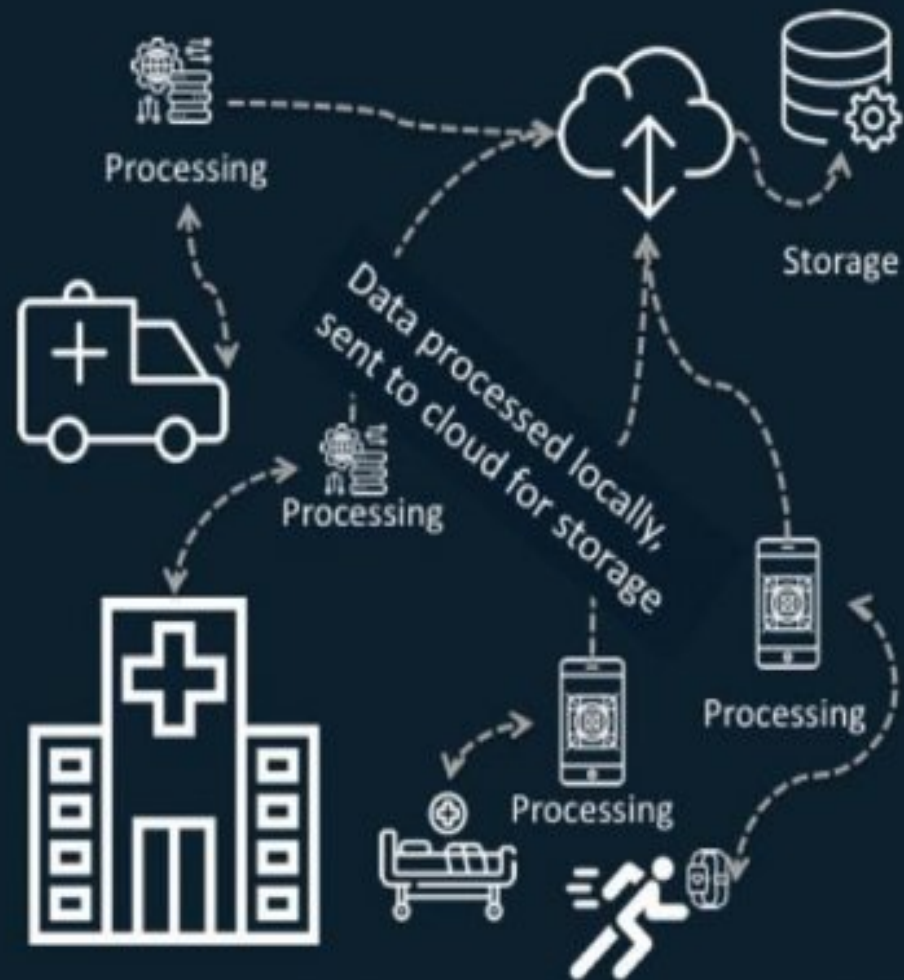 Processing
Storage
Data processed locally,
sent to cloud for storage
Processing
Processing
Processing